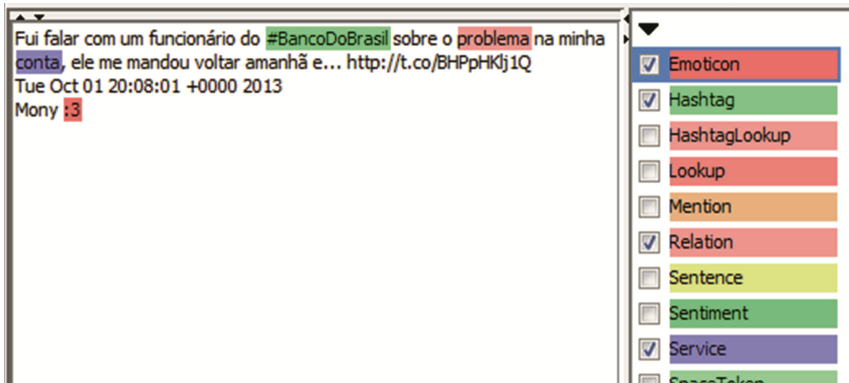 Fui falar com um funcionário do #BancoDoBrasil sobre o problema na minha
conta, ele me mandou voltar amanhã e... http://t.co/BHPpHKlj1Q
Tue Oct 01 20:08:01 +0000 2013
Mony :3
Emoticon
Hashtag
HashtagLookup
Lookup
Mention
Relation
Sentence
Sentiment
Service
SpaceToken